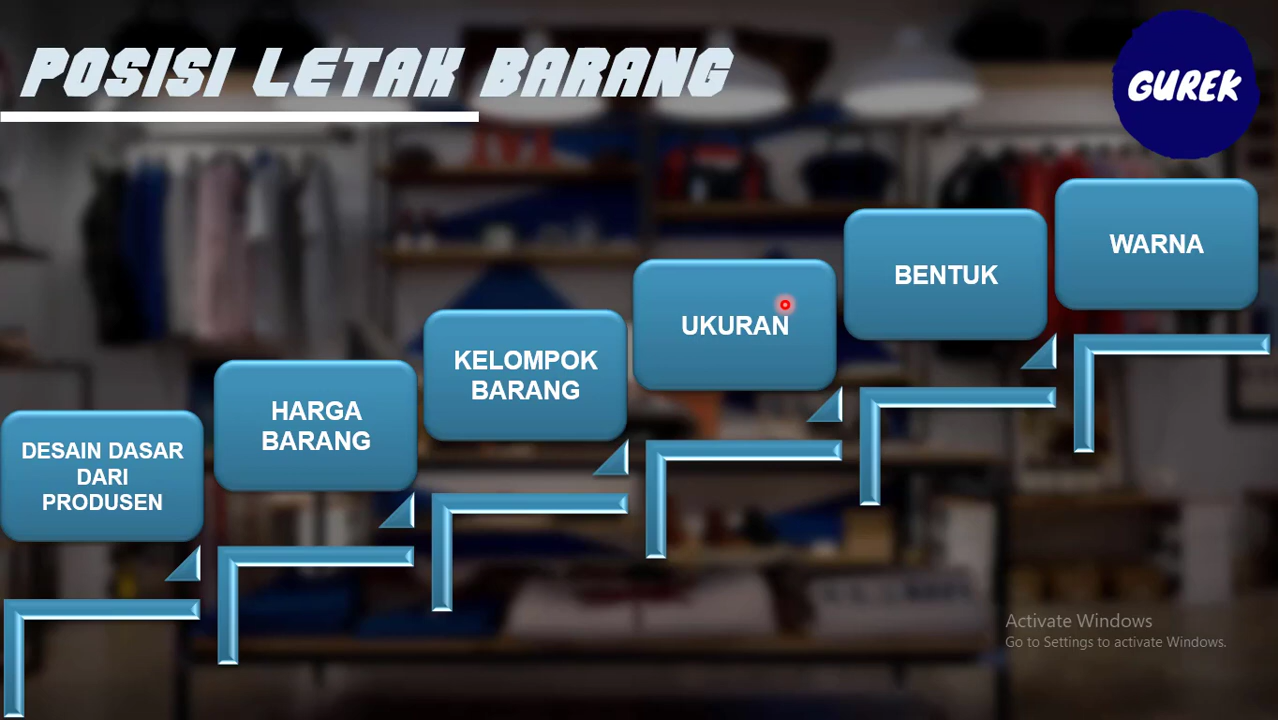 POSISI LETAK BARANG
GUREK
DESAIN DASAR
DARI
PRODUSEN
HARGA
BARANG
KELOMPOK
BARANG
UKURAN
BENTUK
WARNA
Activate Windows
Go to Settings to activate Windows.